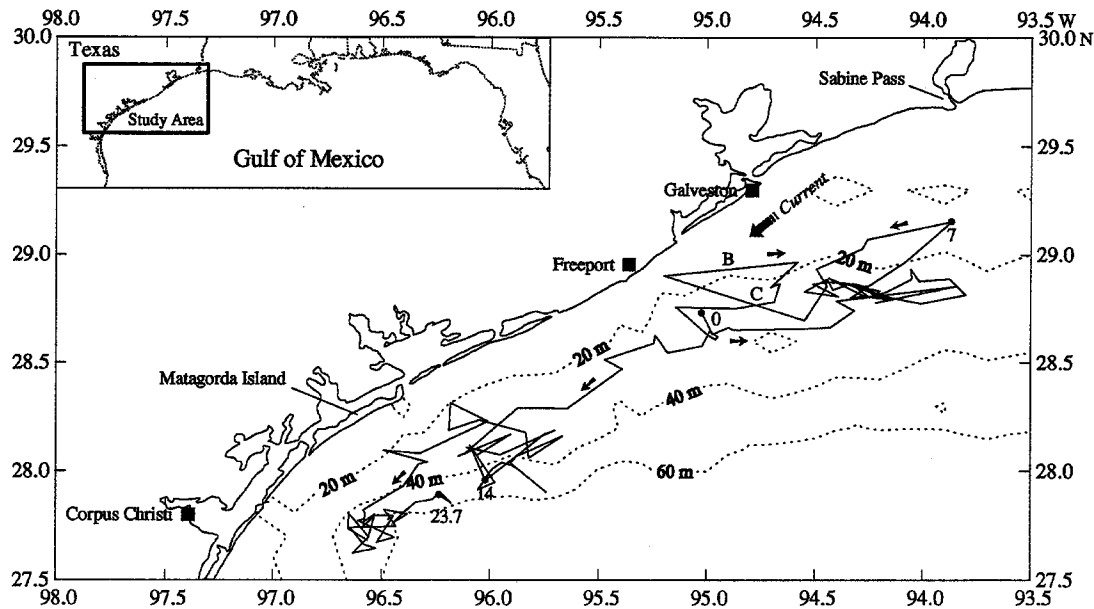 98.0 97.5 97.0 96.5 96.0 95.5 95.0 94.5 94.0 93.5 W
30.0
30.0 N
Texas
Study Area
Gulf of Mexico
Sabine Pass
29.5
29.5
Galveston
Current
7
29.0
29.0
Freeport
B
20 m
C
0
28.5
28.5
20 m
Matagorda Island
40 m
28.0
28.0
20 m
40 m
14
60 m
Corpus Christi
23.7
27.5
27.5
98.0 97.5 97.0 96.5 96.0 95.5 95.0 94.5 94.0 93.5